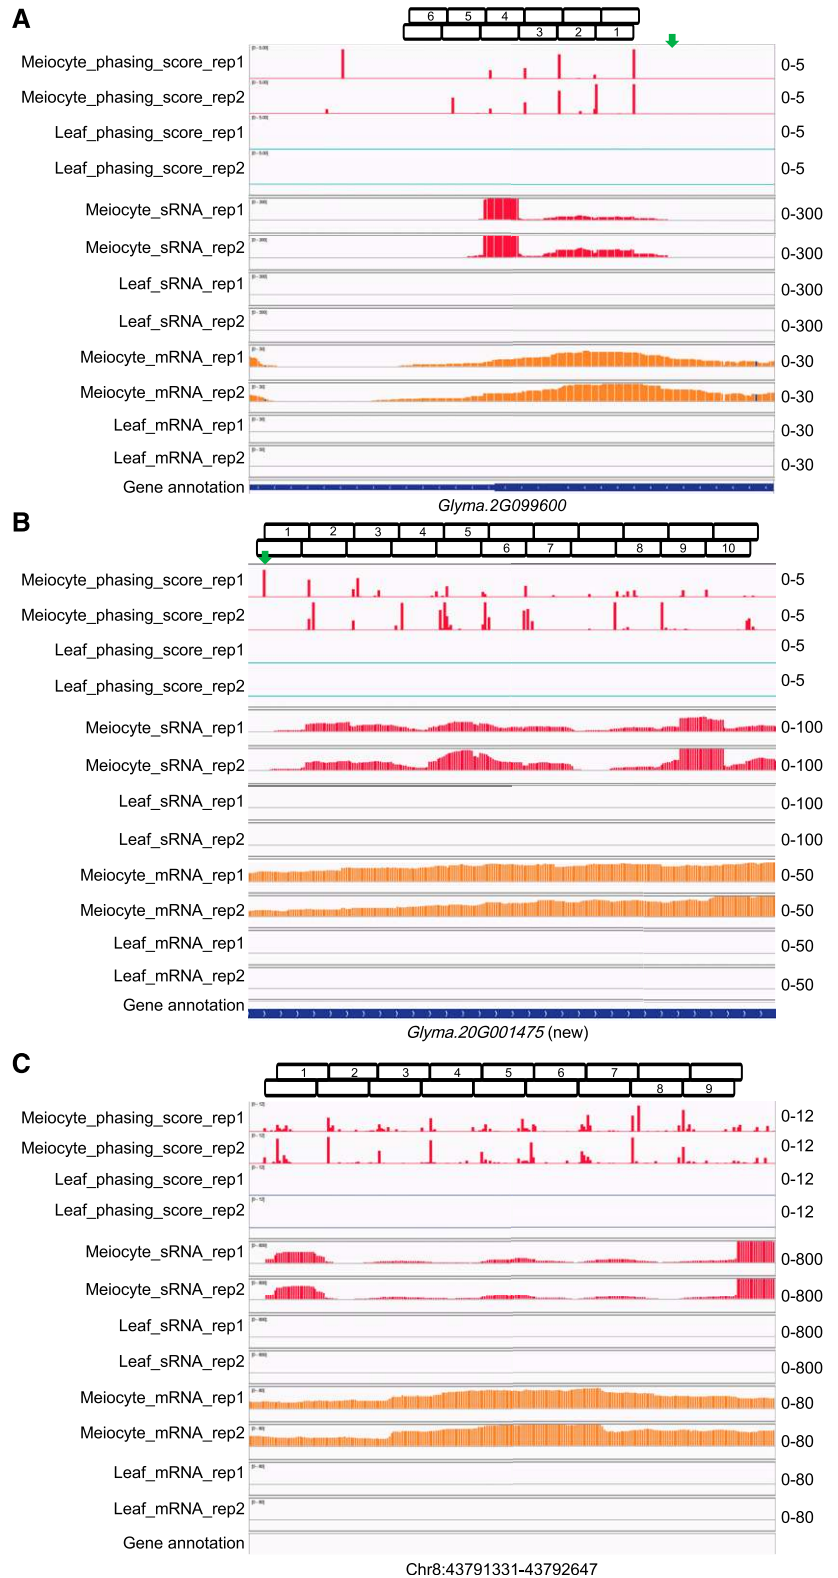 A
6 5 4
3 2 1
Meiocyte_phasing_score_rep1 0-5
Meiocyte_phasing_score_rep2 0-5
Leaf_phasing_score_rep1 0-5
Leaf_phasing_score_rep2 0-5
Meiocyte_sRNA_rep1 0-300
Meiocyte_sRNA_rep2 0-300
Leaf_sRNA_rep1 0-300
Leaf_sRNA_rep2 0-300
Meiocyte_mRNA_rep1 0-30
Meiocyte_mRNA_rep2 0-30
Leaf_mRNA_rep1 0-30
Leaf_mRNA_rep2 0-30
Gene annotation
Glyma.2G099600
B
1 2 3 4 5
6 7 8 9 10
Meiocyte_phasing_score_rep1 0-5
Meiocyte_phasing_score_rep2 0-5
Leaf_phasing_score_rep1 0-5
Leaf_phasing_score_rep2 0-5
Meiocyte_sRNA_rep1 0-100
Meiocyte_sRNA_rep2 0-100
Leaf_sRNA_rep1 0-100
Leaf_sRNA_rep2 0-100
Meiocyte_mRNA_rep1 0-50
Meiocyte_mRNA_rep2 0-50
Leaf_mRNA_rep1 0-50
Leaf_mRNA_rep2 0-50
Gene annotation
Glyma.20G001475 (new)
C
1 2 3 4 5 6 7
8 9
Meiocyte_phasing_score_rep1 0-12
Meiocyte_phasing_score_rep2 0-12
Leaf_phasing_score_rep1 0-12
Leaf_phasing_score_rep2 0-12
Meiocyte_sRNA_rep1 0-800
Meiocyte_sRNA_rep2 0-800
Leaf_sRNA_rep1 0-800
Leaf_sRNA_rep2 0-800
Meiocyte_mRNA_rep1 0-80
Meiocyte_mRNA_rep2 0-80
Leaf_mRNA_rep1 0-80
Leaf_mRNA_rep2 0-80
Gene annotation
Chr8:43791331-43792647